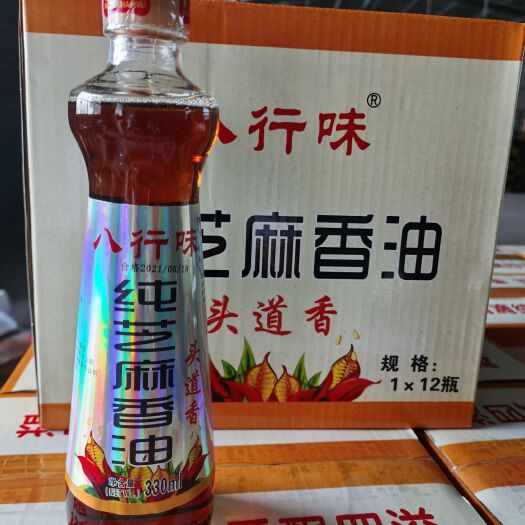 八行味
合格2021/06/18
纯芝麻香油
头道香
净含量
(NET.W.) 330ml
八行味®
芝麻香油
头道香
规格：
1×12瓶